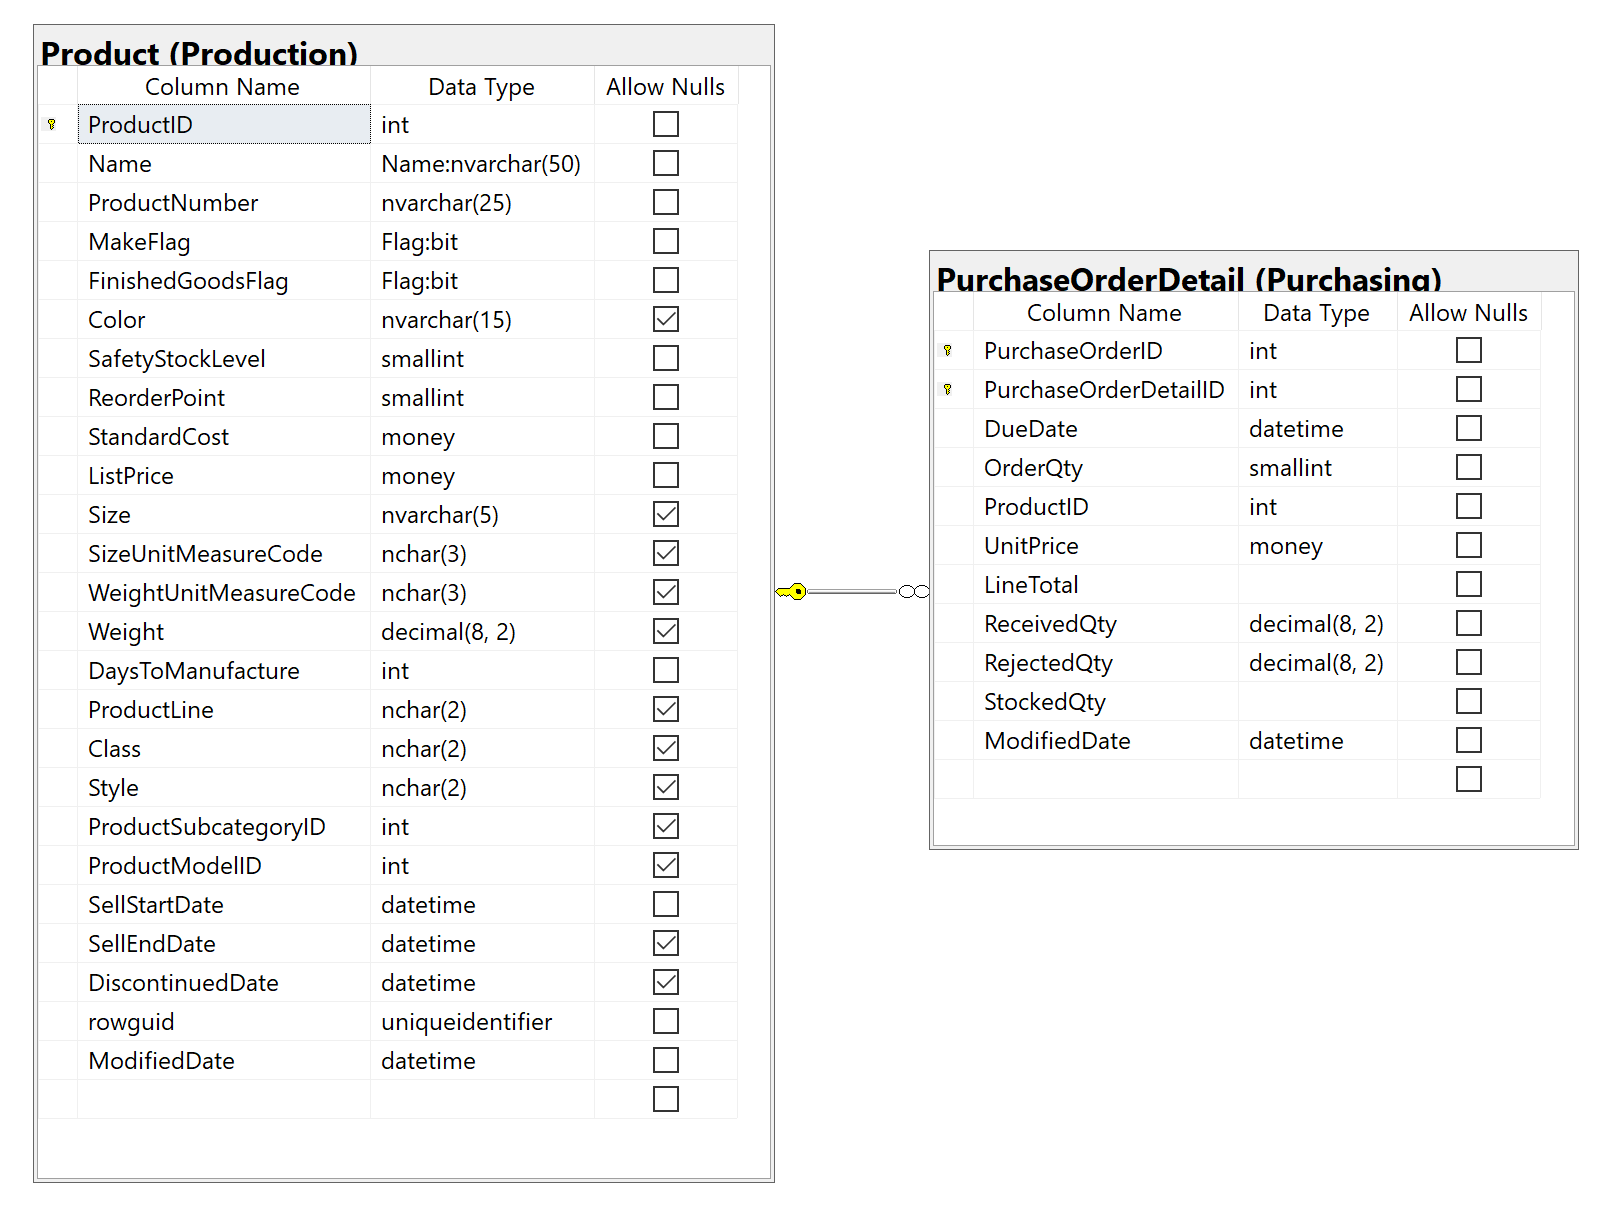 Product (Production)
Column Name Data Type Allow Nulls
ProductID int
Name Name:nvarchar(50)
ProductNumber nvarchar(25)
MakeFlag Flag:bit
FinishedGoodsFlag Flag:bit
Color nvarchar(15)
SafetyStockLevel smallint
ReorderPoint smallint
StandardCost money
ListPrice money
Size nvarchar(5)
SizeUnitMeasureCode nchar(3)
WeightUnitMeasureCode nchar(3)
Weight decimal(8, 2)
DaysToManufacture int
ProductLine nchar(2)
Class nchar(2)
Style nchar(2)
ProductSubcategoryID int
ProductModelID int
SellStartDate datetime
SellEndDate datetime
DiscontinuedDate datetime
rowguid uniqueidentifier
ModifiedDate datetime
PurchaseOrderDetail (Purchasing)
Column Name Data Type Allow Nulls
PurchaseOrderID int
PurchaseOrderDetailID int
DueDate datetime
OrderQty smallint
ProductID int
UnitPrice money
LineTotal
ReceivedQty decimal(8, 2)
RejectedQty decimal(8, 2)
StockedQty
ModifiedDate datetime